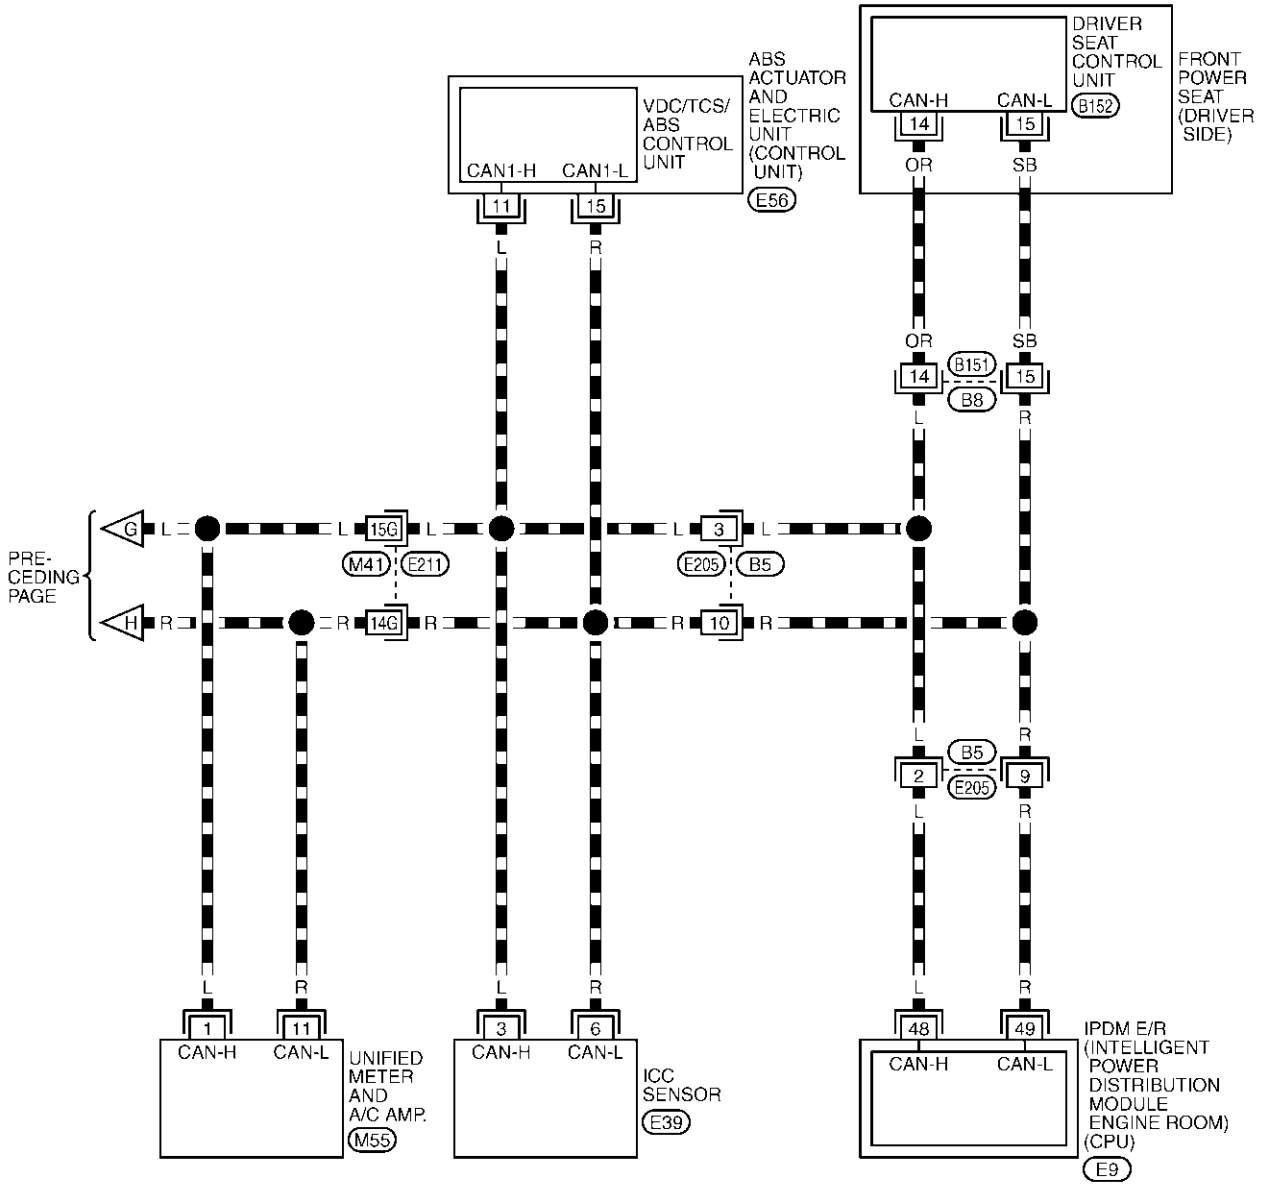 DRIVER
SEAT
CONTROL
UNIT
B152
FRONT
POWER
SEAT
(DRIVER
SIDE)
CAN-H CAN-L
14 15
OR SB
ABS
ACTUATOR
AND
ELECTRIC
UNIT
(CONTROL
UNIT)
E56
VDC/TCS/
ABS
CONTROL
UNIT
CAN1-H CAN1-L
11 15
L R
OR SB
14 B151 15
B8
L R
PRE-
CEDING
PAGE
G L L 15G L L 3 L
M41 E211 E205 B5
H R R 14G R R 10 R
L R
B5
2 9
E205
L R
L R L R L R
1 11 3 6 48 49
CAN-H CAN-L CAN-H CAN-L CAN-H CAN-L
UNIFIED
METER
AND
A/C AMP.
M55
ICC
SENSOR
E39
IPDM E/R
(INTELLIGENT
POWER
DISTRIBUTION
MODULE
ENGINE ROOM)
(CPU)
E9